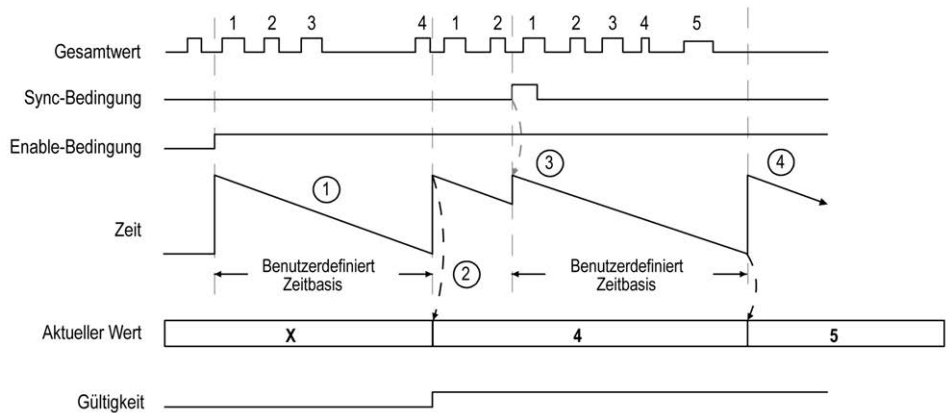 1 2 3 4 1 2 1 2 3 4 5
Gesamtwert
Sync-Bedingung
Enable-Bedingung
3 4
1
Zeit
Benutzerdefiniert
Zeitbasis
2
Benutzerdefiniert
Zeitbasis
Aktueller Wert X 4 5
Gültigkeit